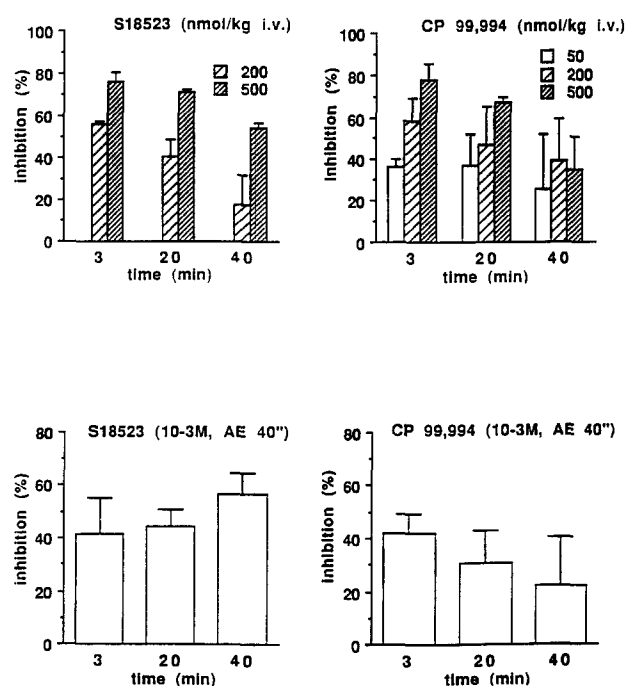 S18523 (nmol/kg i.v.)
100
80
60
40
20
0
inhibition (%)
200
500
3 20 40
time (min)
CP 99,994 (nmol/kg i.v.)
100
80
60
40
20
0
inhibition (%)
50
200
500
3 20 40
time (min)
S18523 (10-3M, AE 40")
80
60
40
20
0
inhibition (%)
3 20 40
time (min)
CP 99,994 (10-3M, AE 40")
80
60
40
20
0
inhibition (%)
3 20 40
time (min)